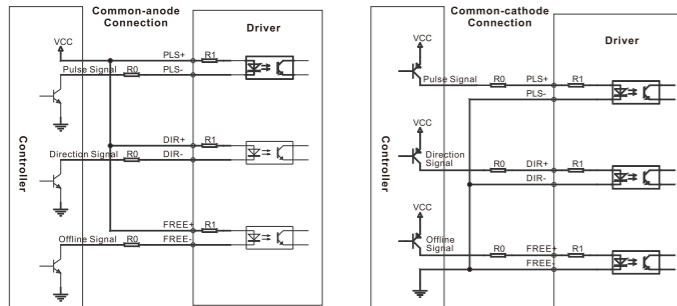 Common-anode
Connection
Driver
VCC
PLS+
R1
Pulse Signal
R0
PLS-
DIR+
R1
Direction Signal
R0
DIR-
FREE+
R1
Offline Signal
R0
FREE-
Controller
Common-cathode
Connection
Driver
VCC
Pulse Signal
R0
PLS+
R1
PLS-
VCC
Direction
Signal
R0
DIR+
R1
DIR-
VCC
Offline
Signal
R0
FREE+
R1
FREE-
Controller